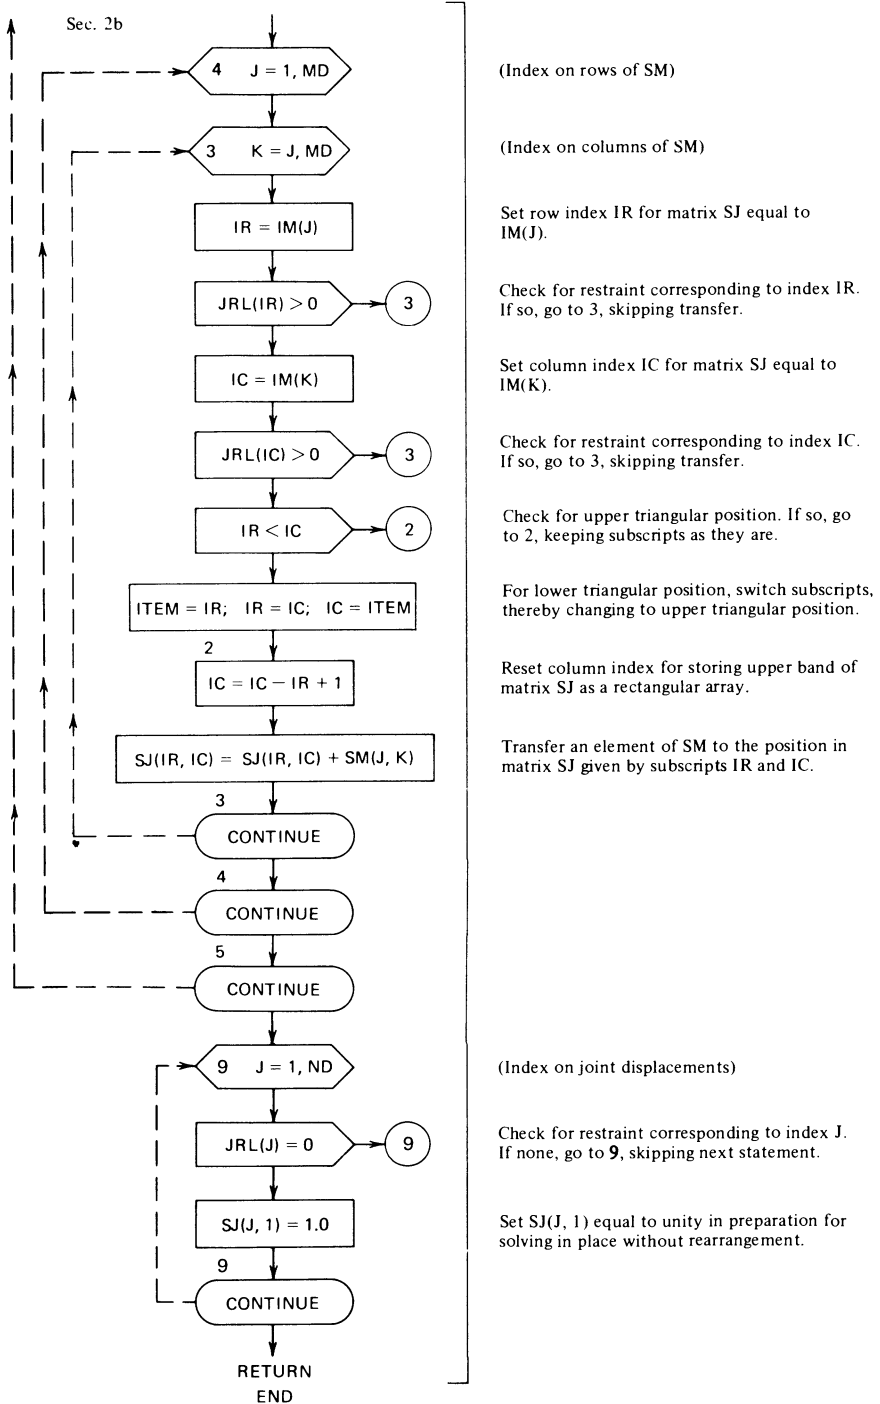 Sec. 2b
4 J = 1, MD
(Index on rows of SM)
3 K = J, MD
(Index on columns of SM)
IR = IM(J)
Set row index IR for matrix SJ equal to
IM(J).
JRL(IR) > 0
3
Check for restraint corresponding to index IR.
If so, go to 3, skipping transfer.
IC = IM(K)
Set column index IC for matrix SJ equal to
IM(K).
JRL(IC) > 0
3
Check for restraint corresponding to index IC.
If so, go to 3, skipping transfer.
IR < IC
2
Check for upper triangular position. If so, go
to 2, keeping subscripts as they are.
ITEM = IR; IR = IC; IC = ITEM
For lower triangular position, switch subscripts,
thereby changing to upper triangular position.
2
IC = IC − IR + 1
Reset column index for storing upper band of
matrix SJ as a rectangular array.
SJ(IR, IC) = SJ(IR, IC) + SM(J, K)
Transfer an element of SM to the position in
matrix SJ given by subscripts IR and IC.
3
CONTINUE
4
CONTINUE
5
CONTINUE
9 J = 1, ND
(Index on joint displacements)
JRL(J) = 0
9
Check for restraint corresponding to index J.
If none, go to 9, skipping next statement.
SJ(J, 1) = 1.0
Set SJ(J, 1) equal to unity in preparation for
solving in place without rearrangement.
9
CONTINUE
RETURN
END